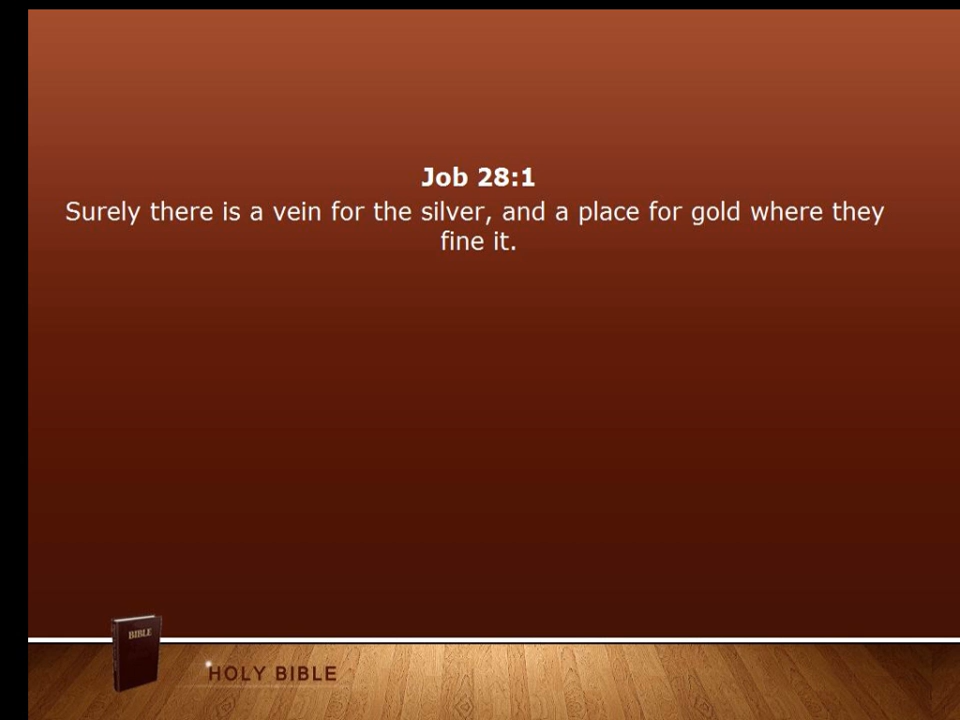 Job 28:1
Surely there is a vein for the silver, and a place for gold where they
fine it.
BIBLE
HOLY BIBLE